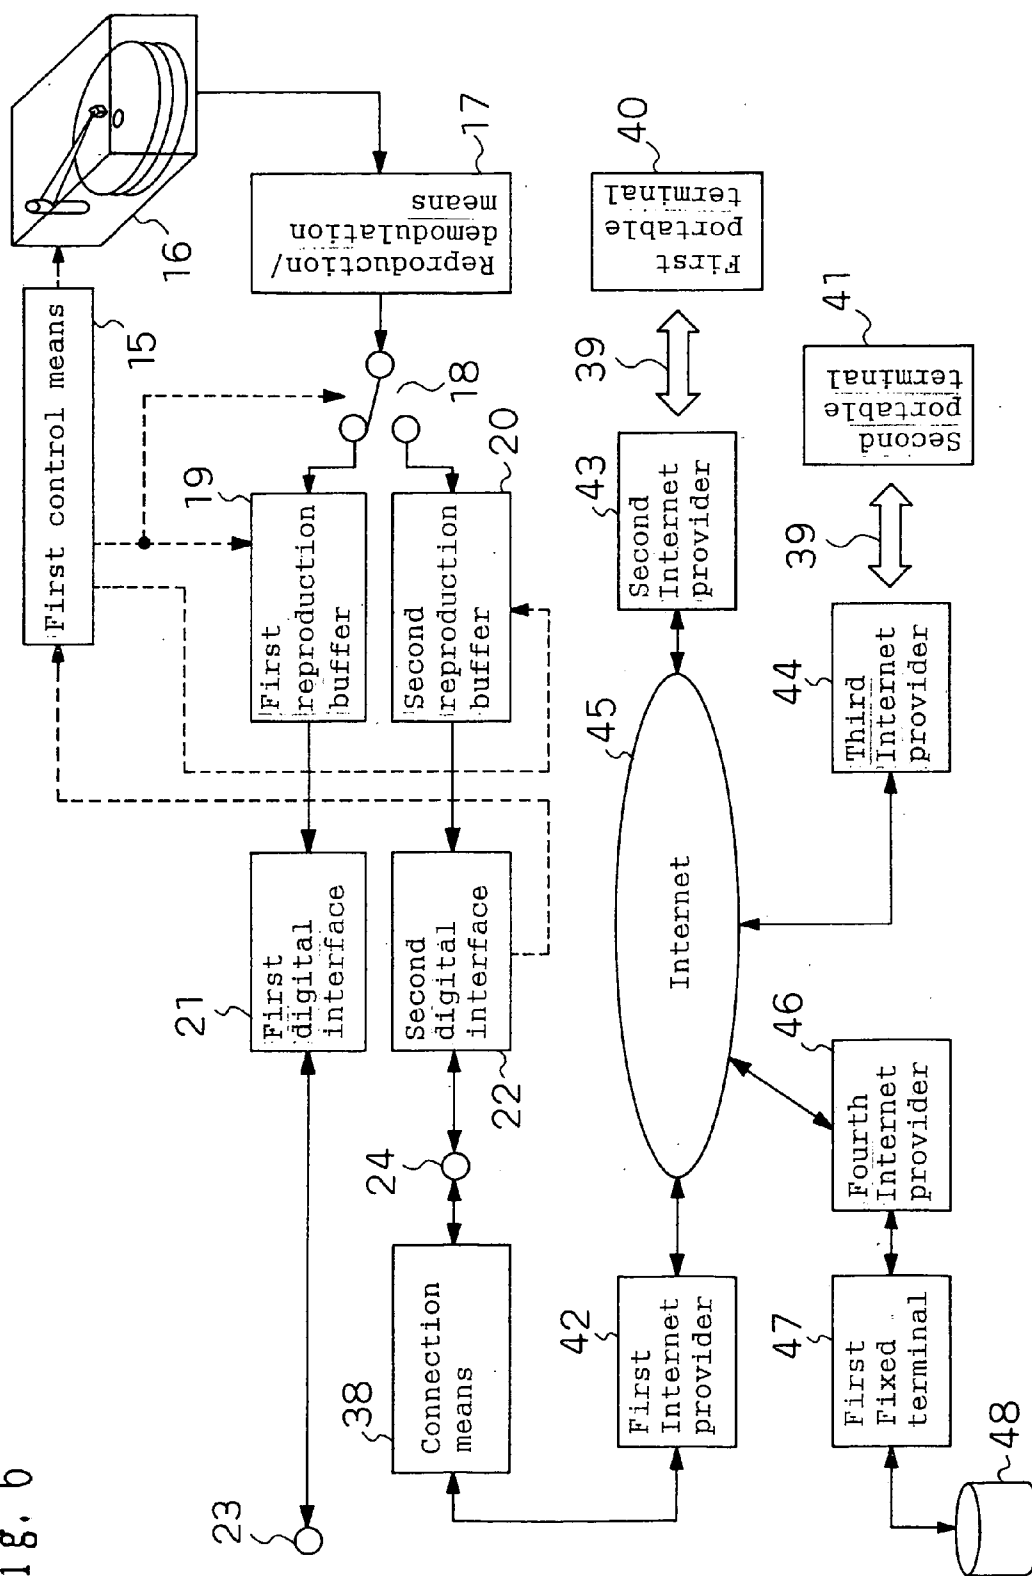 ig. 6
First control means
15
16
Reproduction/
demodulation
means
17
18
19
First
reproduction
buffer
20
Second
reproduction
buffer
21
First
digital
interface
22
Second
digital
interface
23
24
38
Connection
means
39
First
portable
terminal
40
39
Second
portable
terminal
41
42
First
Internet
provider
43
Second
Internet
provider
44
Third
Internet
provider
45
Internet
46
Fourth
Internet
provider
47
First
Fixed
terminal
48